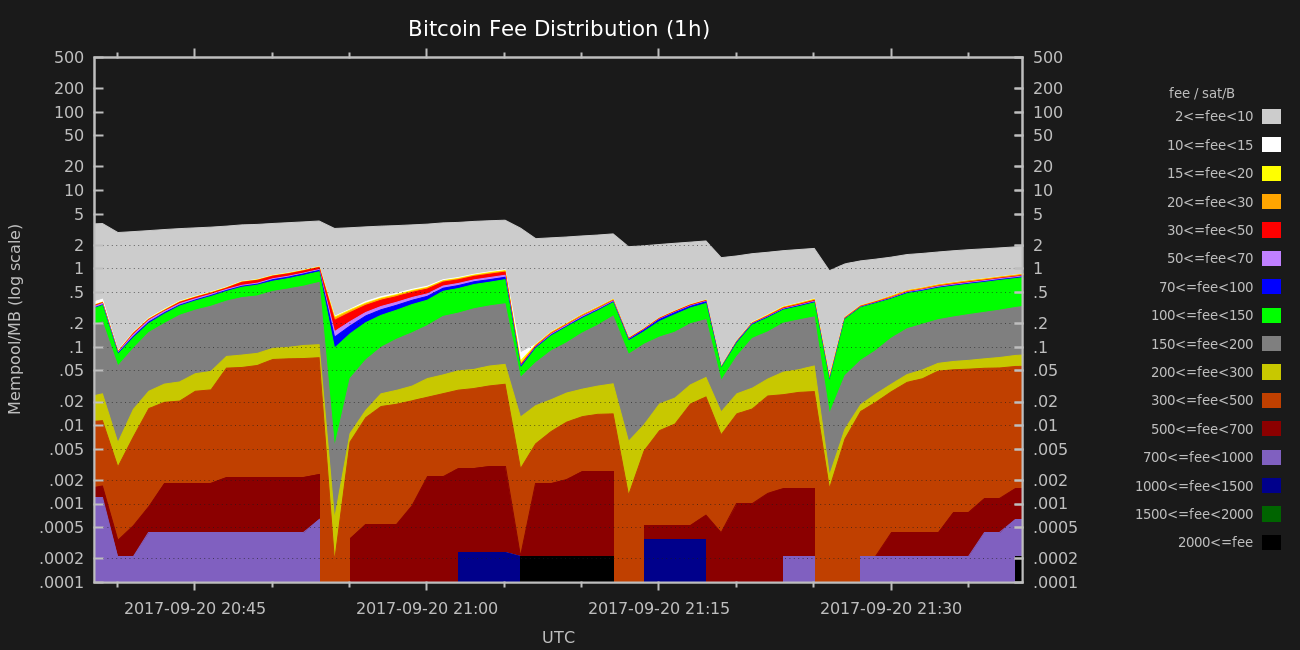 Bitcoin Fee Distribution (1h)
Mempool/MB (log scale)
500
200
100
50
20
10
5
2
1
.5
.2
.1
.05
.02
.01
.005
.002
.001
.0005
.0002
.0001
500
200
100
50
20
10
5
2
1
.5
.2
.1
.05
.02
.01
.005
.002
.001
.0005
.0002
.0001
2017-09-20 20:45
2017-09-20 21:00
2017-09-20 21:15
2017-09-20 21:30
UTC
fee / sat/B
2<=fee<10
10<=fee<15
15<=fee<20
20<=fee<30
30<=fee<50
50<=fee<70
70<=fee<100
100<=fee<150
150<=fee<200
200<=fee<300
300<=fee<500
500<=fee<700
700<=fee<1000
1000<=fee<1500
1500<=fee<2000
2000<=fee